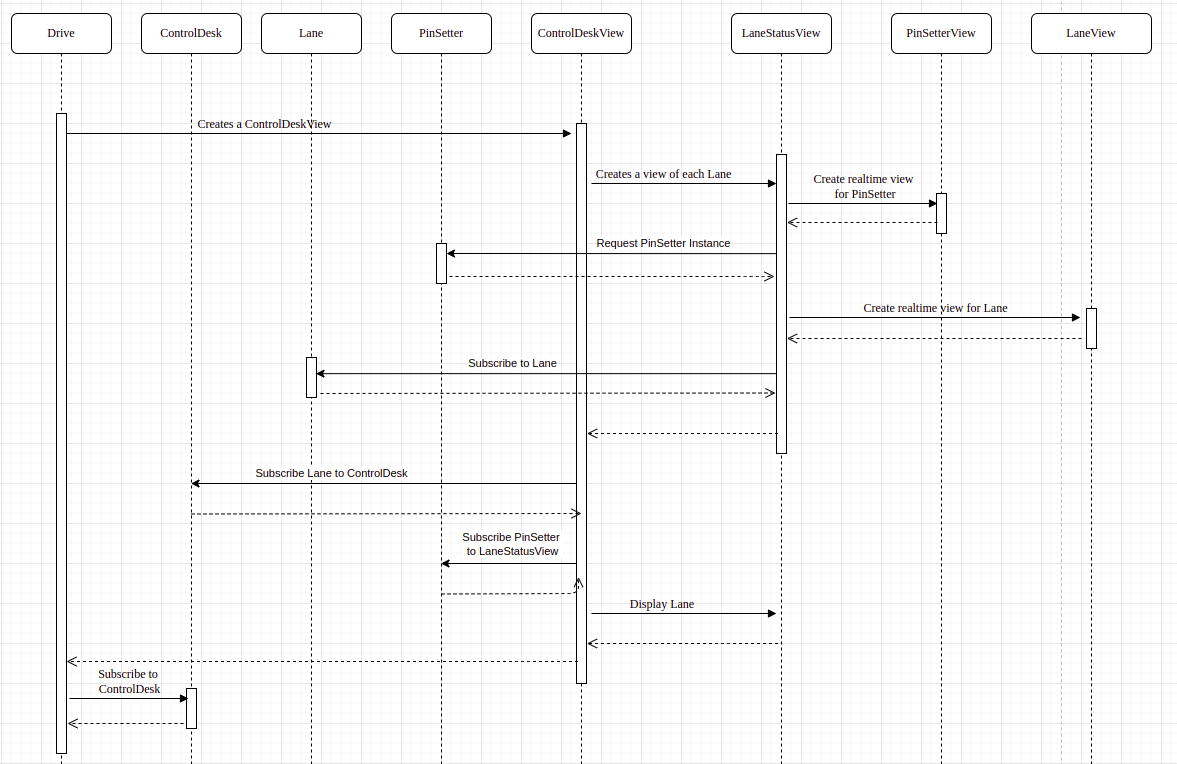 Drive
ControlDesk
Lane
PinSetter
ControlDeskView
LaneStatusView
PinSetterView
LaneView
Creates a ControlDeskView
Creates a view of each Lane
Create realtime view
for PinSetter
Request PinSetter Instance
Create realtime view for Lane
Subscribe to Lane
Subscribe Lane to ControlDesk
Subscribe PinSetter
to LaneStatusView
Display Lane
Subscribe to
ControlDesk